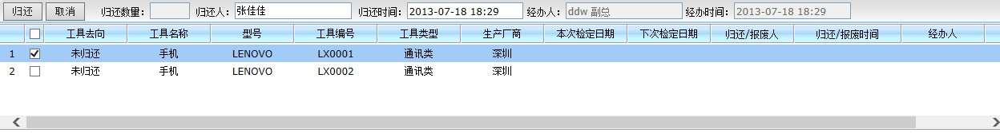 归还 取消 归还数量： 归还人：张佳佳 归还时间：2013-07-18 18:29 经办人：ddw 副总 经办时间：2013-07-18 18:29
工具去向 工具名称 型号 工具编号 工具类型 生产厂商 本次检定日期 下次检定日期 归还/报废人 归还/报废时间 经办人
1 未归还 手机 LENOVO LX0001 通讯类 深圳
2 未归还 手机 LENOVO LX0002 通讯类 深圳